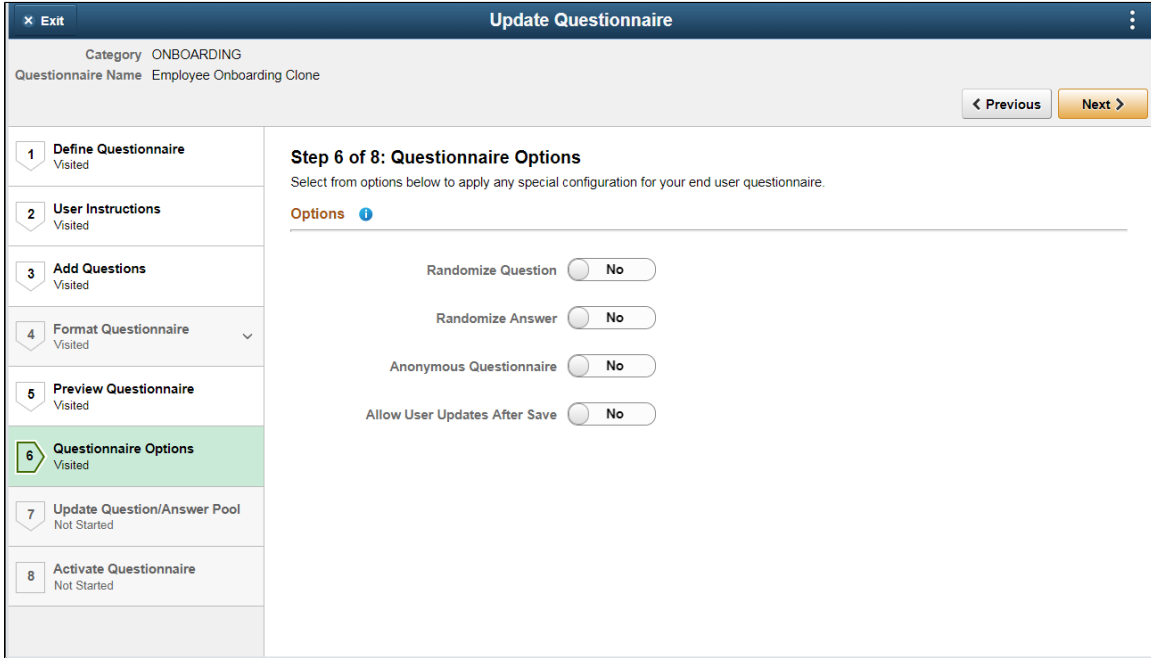 × Exit
Update Questionnaire
Category ONBOARDING
Questionnaire Name Employee Onboarding Clone
Previous
Next
1 Define Questionnaire
Visited
2 User Instructions
Visited
3 Add Questions
Visited
4 Format Questionnaire
Visited
5 Preview Questionnaire
Visited
6 Questionnaire Options
Visited
7 Update Question/Answer Pool
Not Started
8 Activate Questionnaire
Not Started
Step 6 of 8: Questionnaire Options
Select from options below to apply any special configuration for your end user questionnaire.
Options i
Randomize Question No
Randomize Answer No
Anonymous Questionnaire No
Allow User Updates After Save No